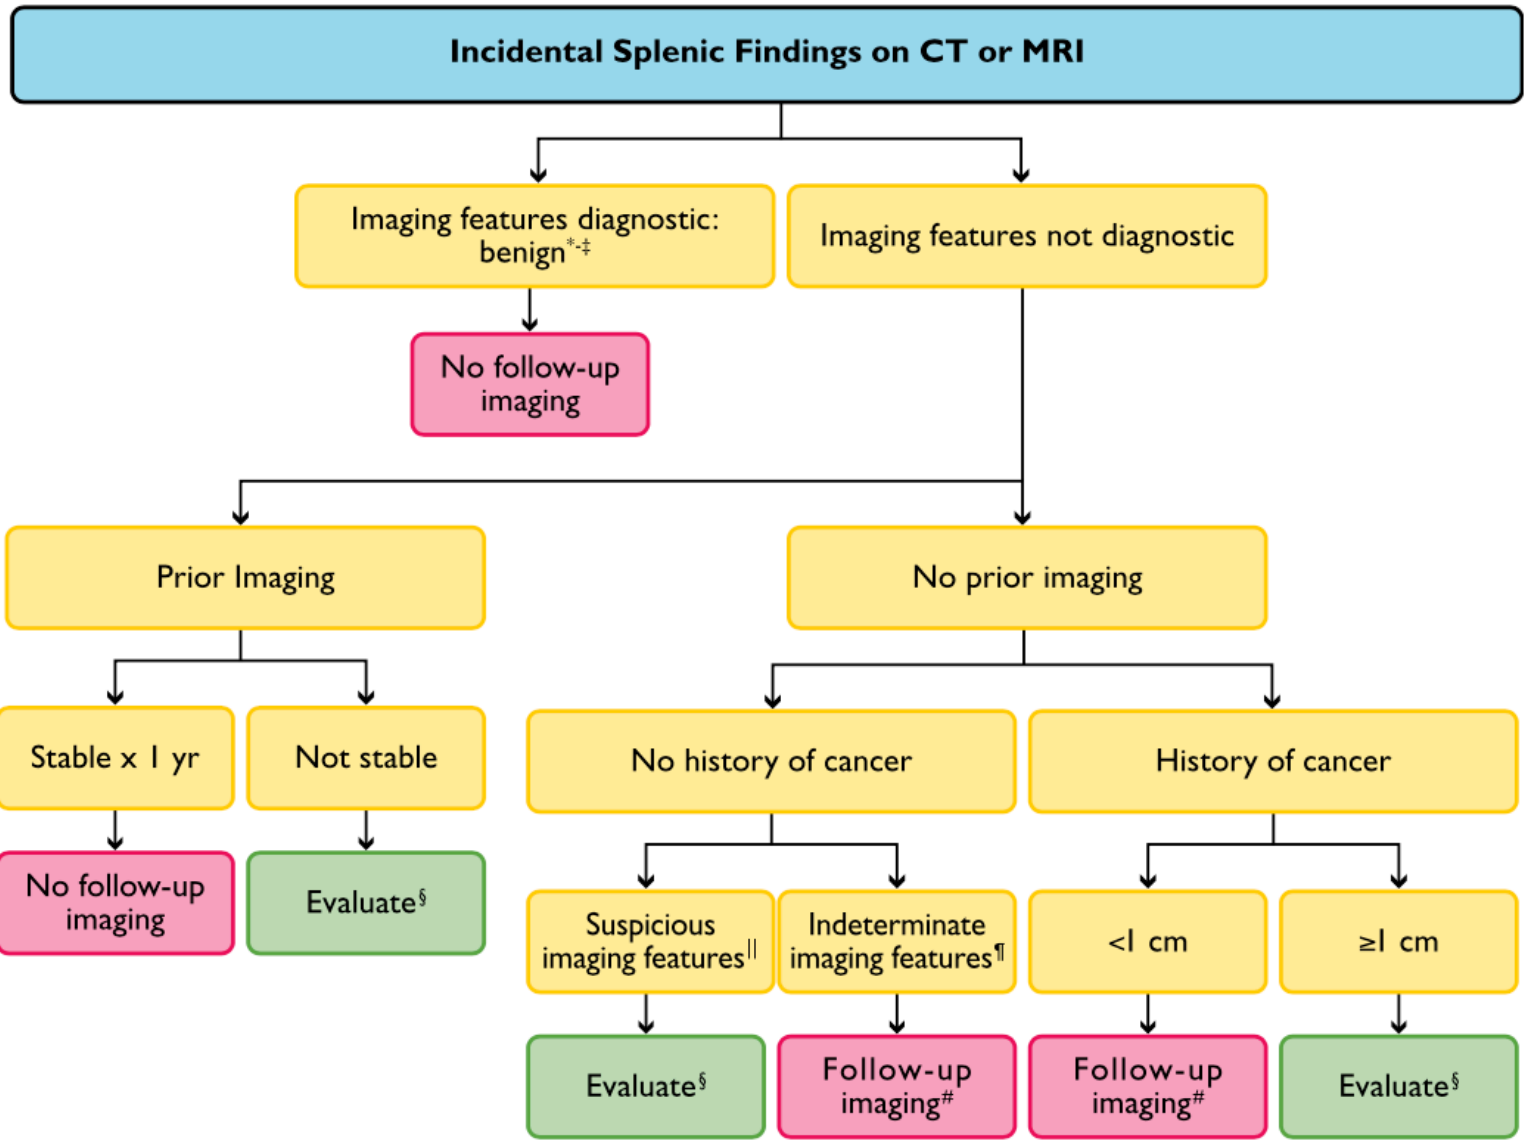 Incidental Splenic Findings on CT or MRI
Imaging features diagnostic:
benign*-‡
Imaging features not diagnostic
No follow-up
imaging
Prior Imaging
No prior imaging
Stable x 1 yr
Not stable
No history of cancer
History of cancer
No follow-up
imaging
Evaluate§
Suspicious
imaging features||
Indeterminate
imaging features¶
<1 cm
≥1 cm
Evaluate§
Follow-up
imaging#
Follow-up
imaging#
Evaluate§